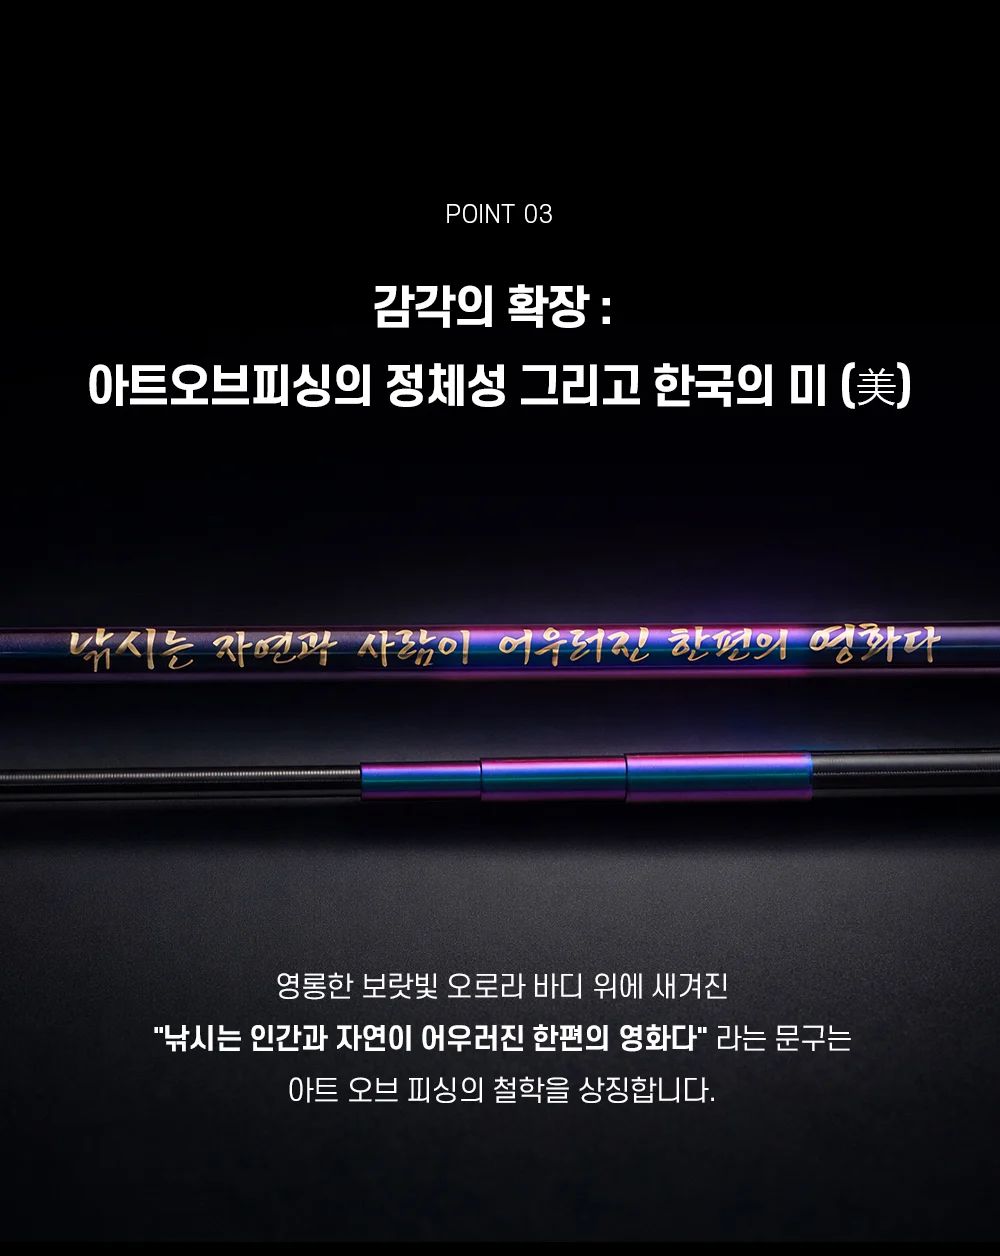 POINT 03
감각의 확장 :
아트오브피싱의 정체성 그리고 한국의 미 (美)
낚시는 자연과 사람이 어우러진 한편의 영화다
영롱한 보랏빛 오로라 바디 위에 새겨진
"낚시는 인간과 자연이 어우러진 한편의 영화다" 라는 문구는
아트 오브 피싱의 철학을 상징합니다.